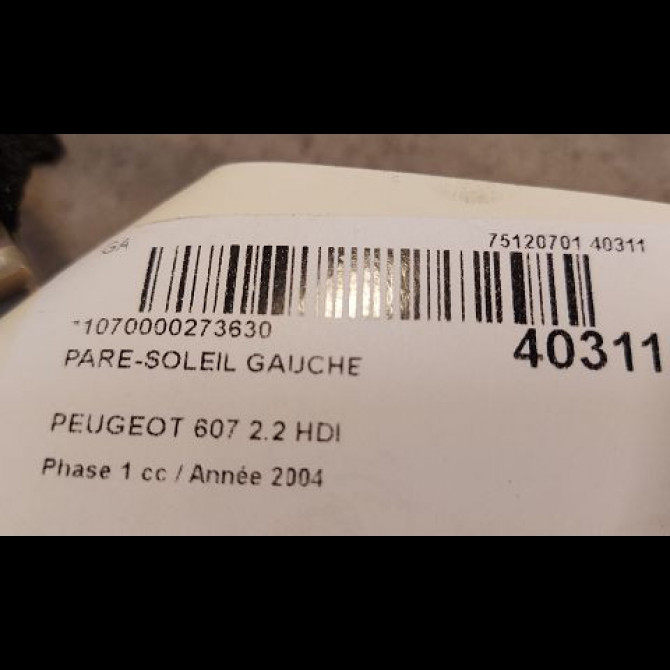 GA 75120701 40311
*1070000273630
40311
PARE-SOLEIL GAUCHE
PEUGEOT 607 2.2 HDI
Phase 1 cc / Année 2004